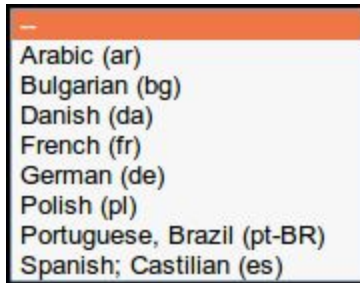 --
Arabic (ar)
Bulgarian (bg)
Danish (da)
French (fr)
German (de)
Polish (pl)
Portuguese, Brazil (pt-BR)
Spanish; Castilian (es)